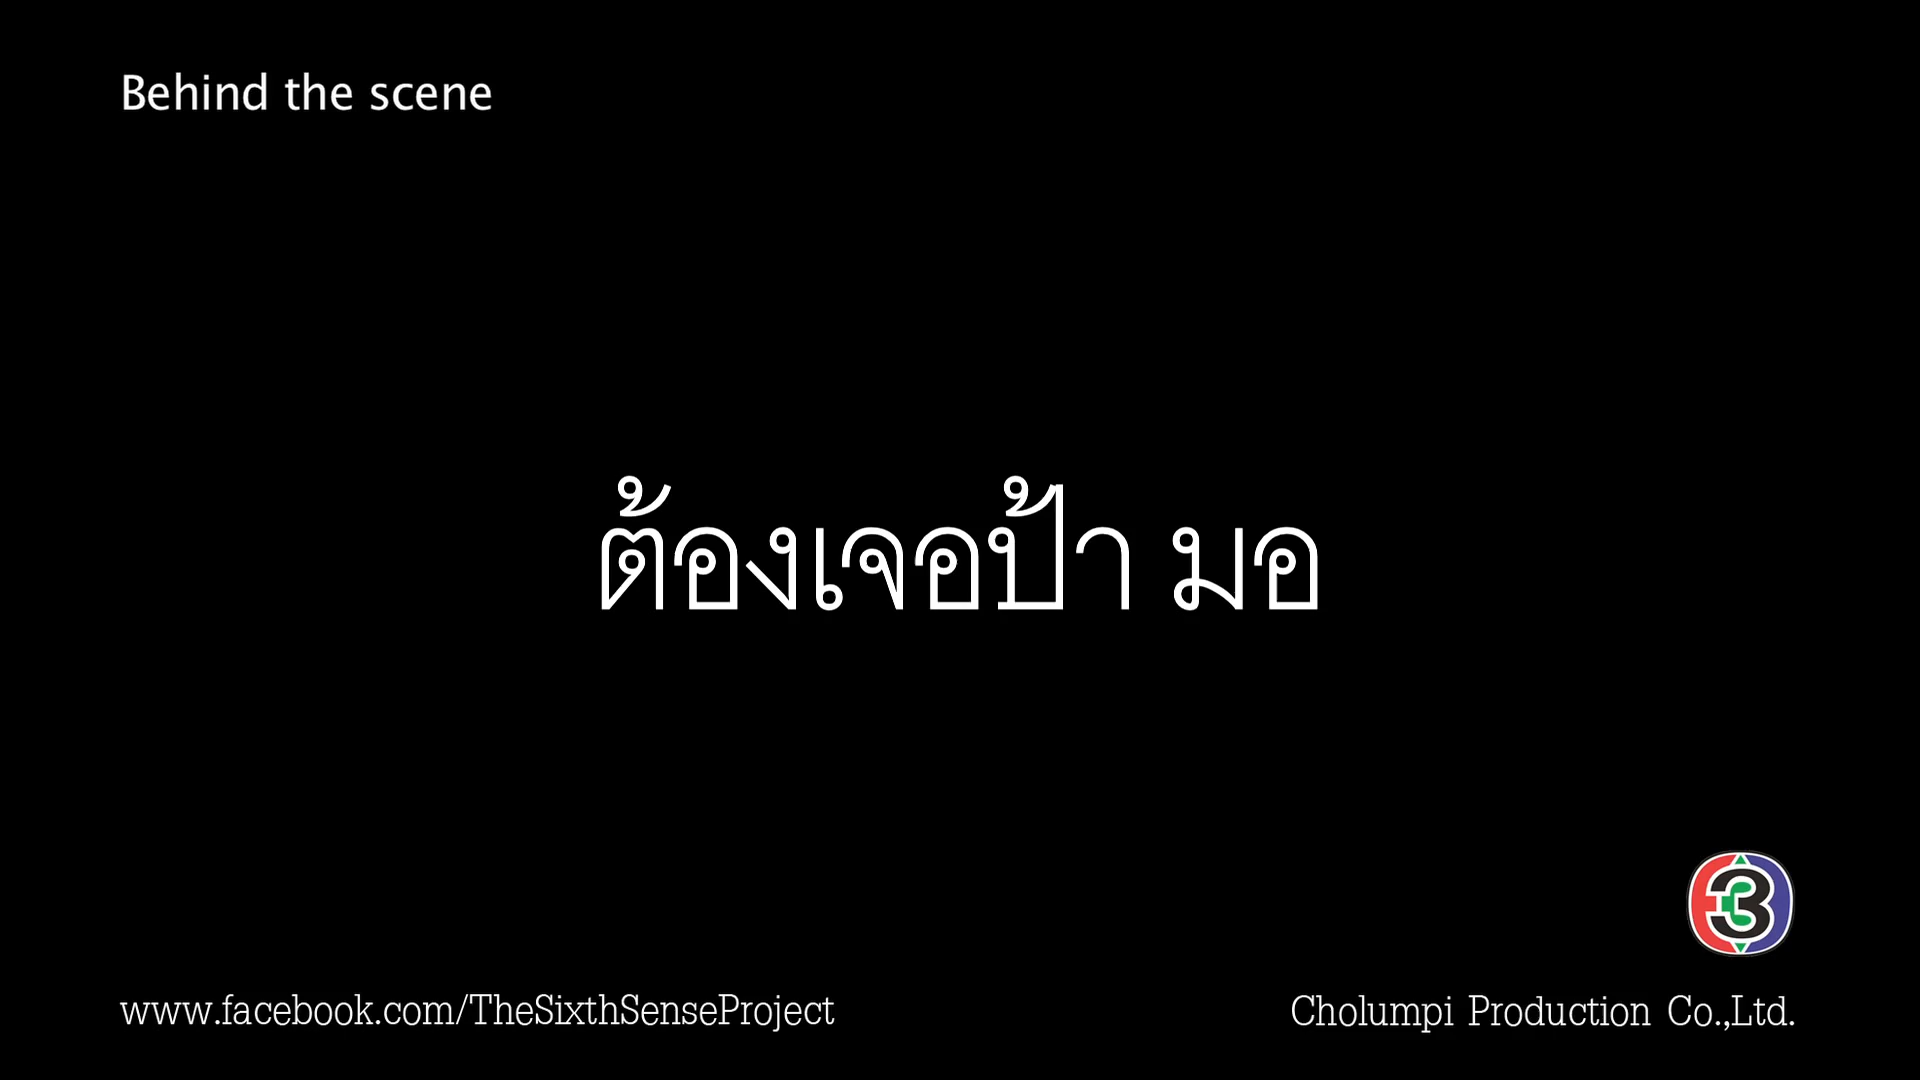 Behind the scene
ต้องเจอป้า มอ
3
www.facebook.com/TheSixthSenseProject
Cholumpi Production Co.,Ltd.